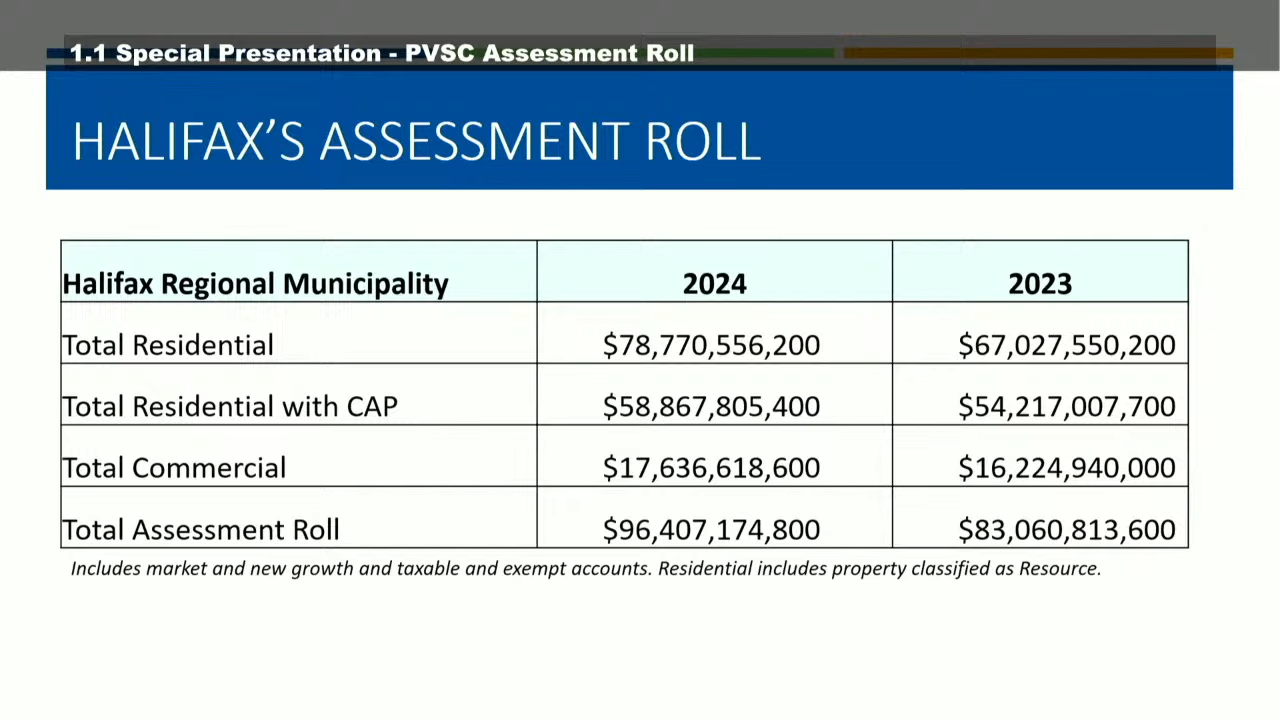 1.1 Special Presentation - PVSC Assessment Roll
HALIFAX'S ASSESSMENT ROLL
Halifax Regional Municipality 2024 2023
Total Residential $78,770,556,200 $67,027,550,200
Total Residential with CAP $58,867,805,400 $54,217,007,700
Total Commercial $17,636,618,600 $16,224,940,000
Total Assessment Roll $96,407,174,800 $83,060,813,600
Includes market and new growth and taxable and exempt accounts. Residential includes property classified as Resource.